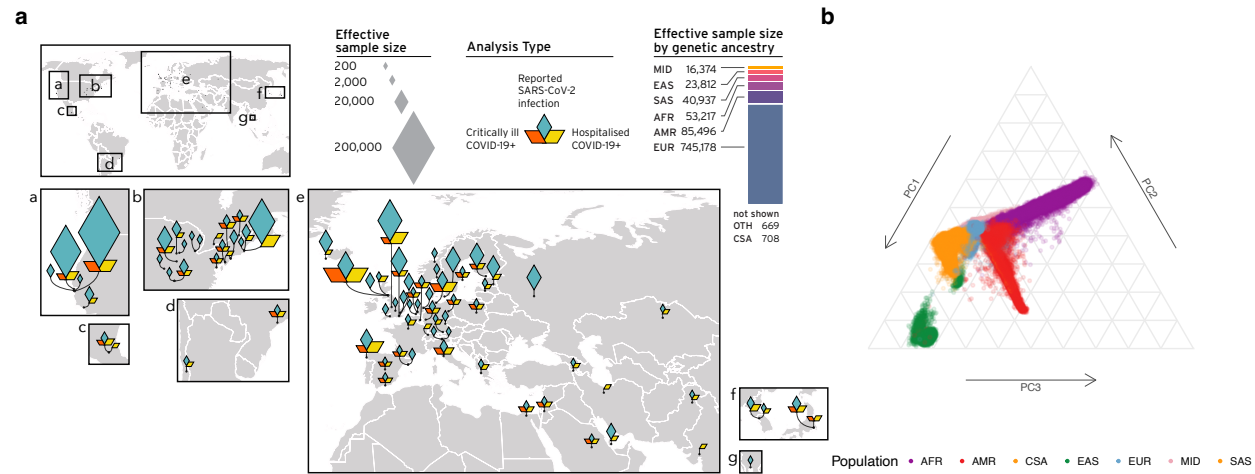 a
b
Effective
sample size
200
2,000
20,000
200,000
Analysis Type
Reported
SARS-CoV-2
infection
Critically ill
COVID-19+
Hospitalised
COVID-19+
Effective sample size
by genetic ancestry
MID 16,374
EAS 23,812
SAS 40,937
AFR 53,217
AMR 85,496
EUR 745,178
not shown
OTH 669
CSA 708
a
b
c
d
e
f
g
a
b
c
d
e
f
g
PC1
PC2
PC3
Population AFR AMR CSA EAS EUR MID SAS